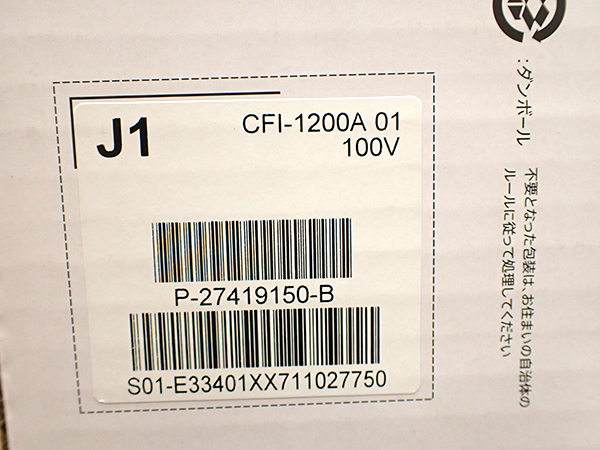 J1
CFI-1200A 01
100V
P-27419150-B
S01-E33401XX711027750
:ダンボール
不要となった包装は、お住まいの自治体の
ルールに従って処理してください